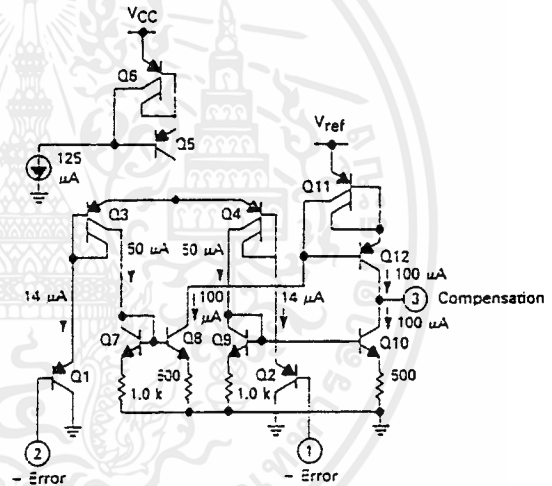 VCC
Q6
Q5
125
μA
Vref
Q11
Q3
Q4
Q12
50 μA
50 μA
100 μA
3 Compensation
14 μA
100
μA
14 μA
100 μA
Q7
Q8
Q9
Q10
Q1
Q2
1.0 k
500
1.0 k
500
2
1
- Error
- Error